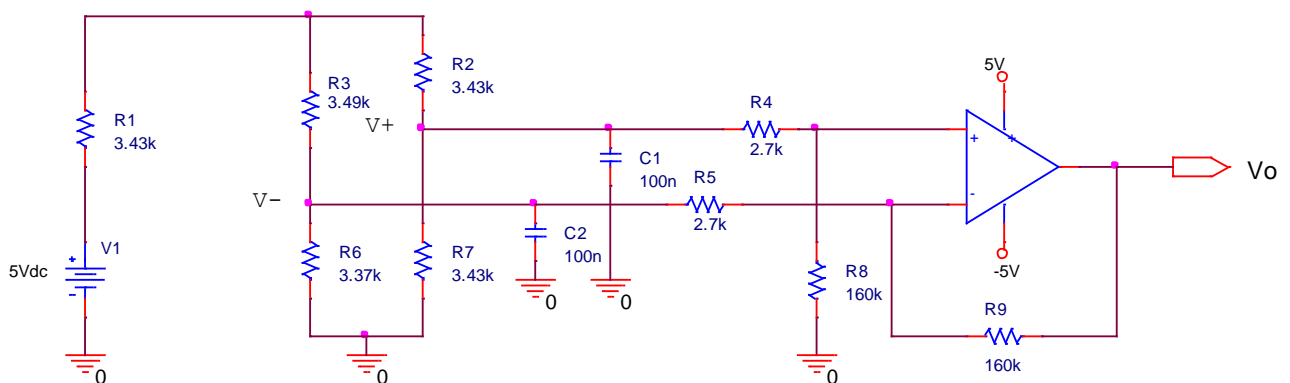 5V
R3
3.49k
R2
3.43k
R1
3.43k
V+
R4
2.7k
C1
100n
R5
2.7k
V-
Vo
+
+
-
C2
100n
V1
+
-
5Vdc
R6
3.37k
R7
3.43k
R8
160k
-5V
R9
160k
0
0
0
0
0